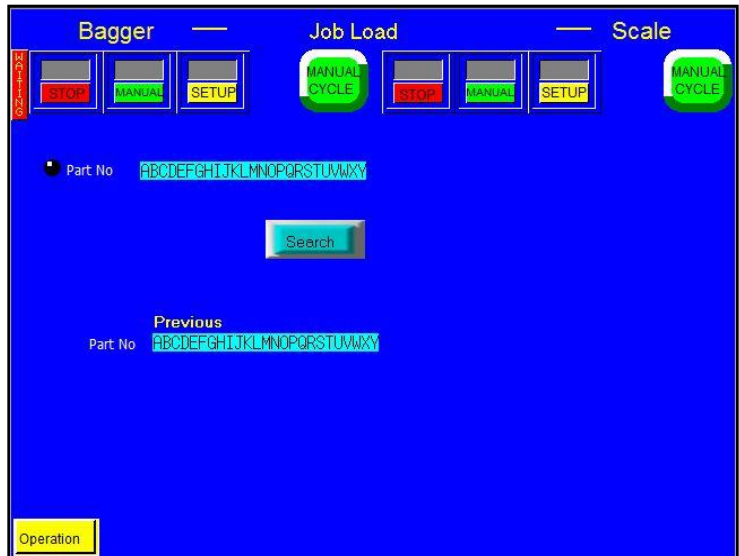 Bagger — Job Load — Scale
WAITING
STOP MANUAL SETUP MANUAL CYCLE STOP MANUAL SETUP MANUAL CYCLE
Part No ABCDEFGHIJKLMNOPQRSTUVWXY
Search
Previous
Part No ABCDEFGHIJKLMNOPQRSTUVWXY
Operation